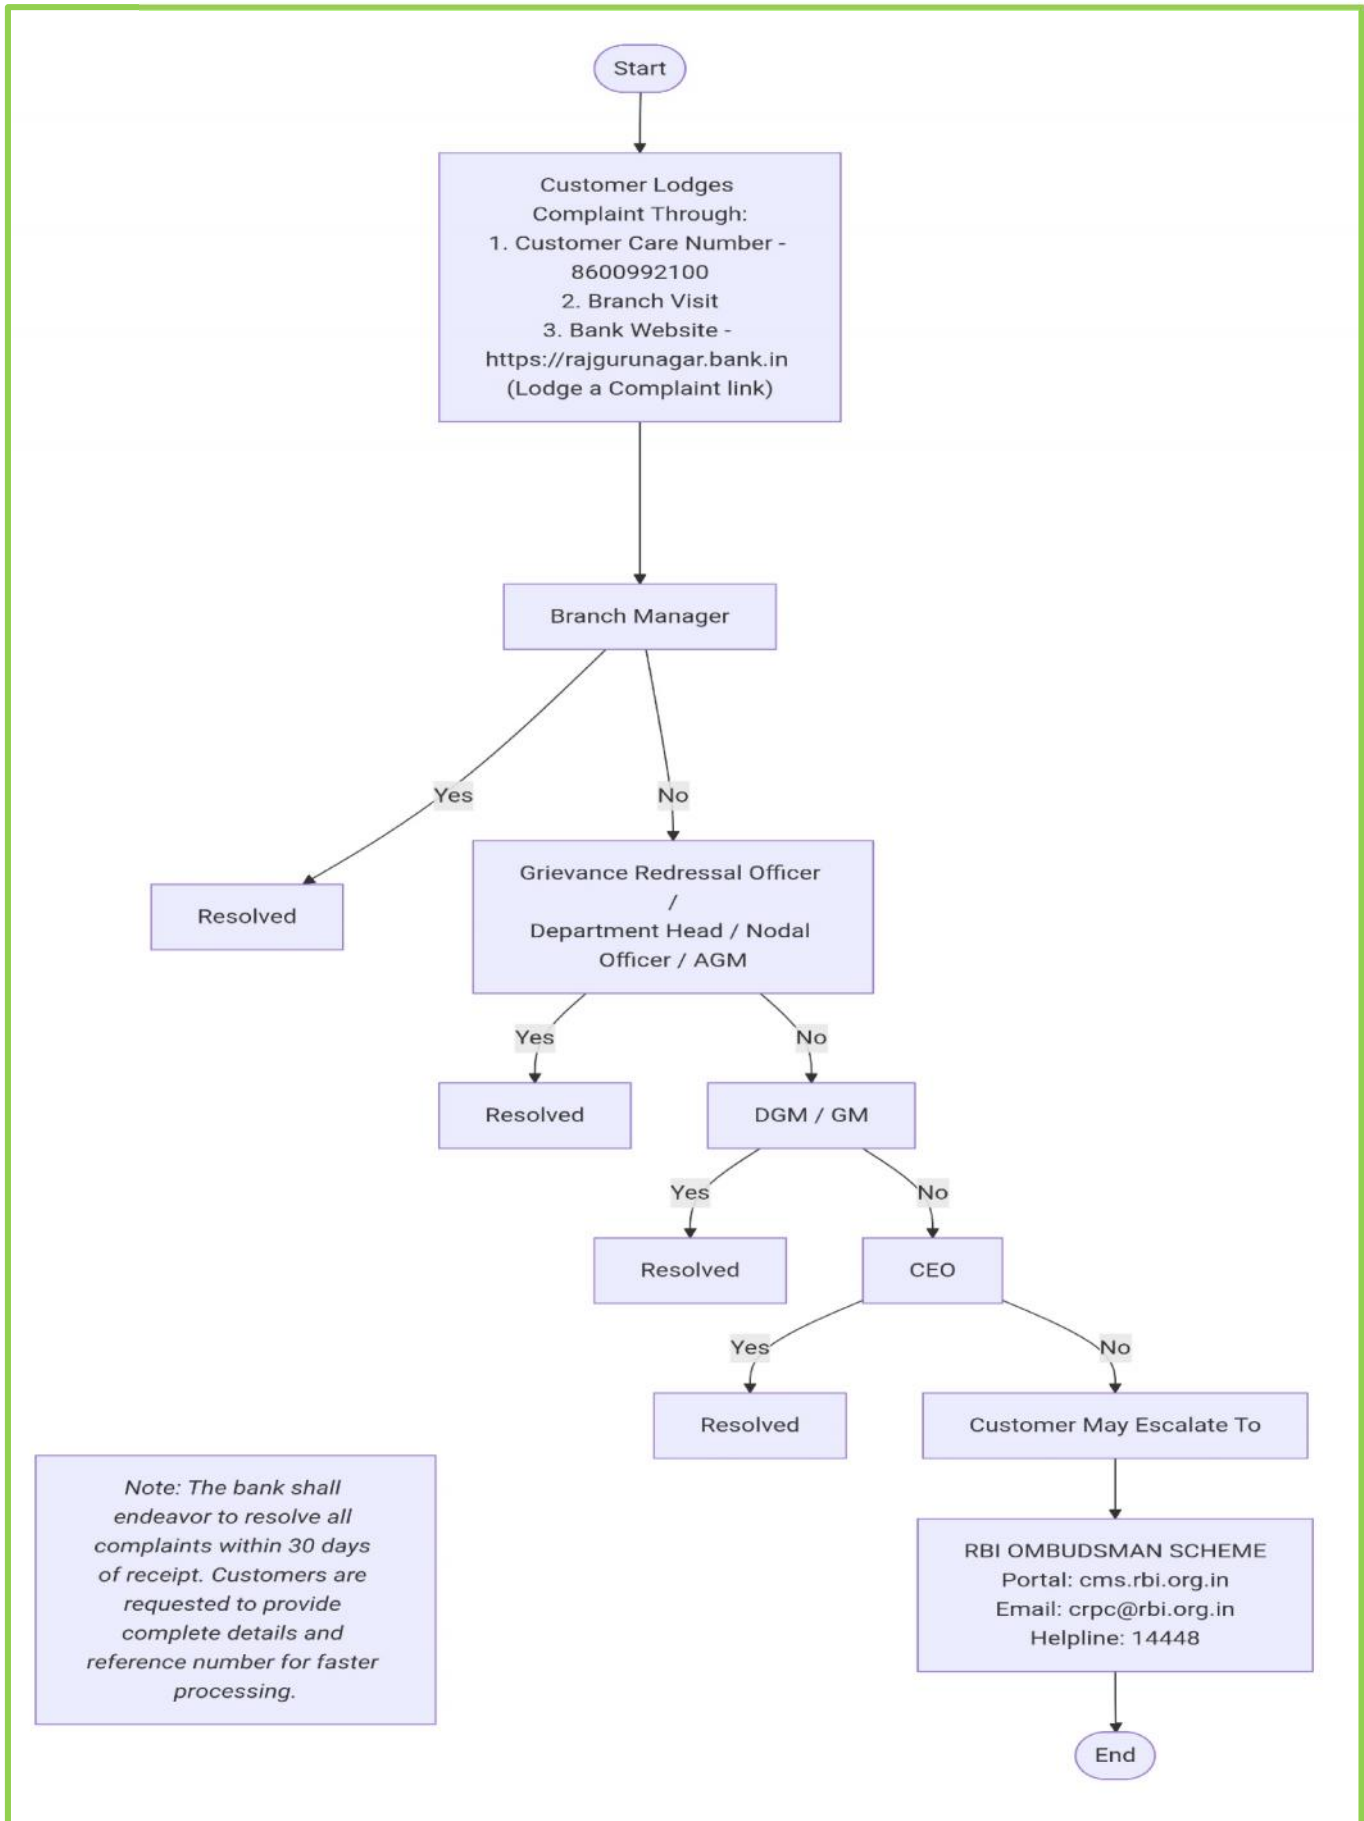 Start
Customer Lodges
Complaint Through:
1. Customer Care Number -
8600992100
2. Branch Visit
3. Bank Website -
https://rajgurunagar.bank.in
(Lodge a Complaint link)
Branch Manager
Yes
No
Resolved
Grievance Redressal Officer
/
Department Head / Nodal
Officer / AGM
Yes
No
Resolved
DGM / GM
Yes
No
Resolved
CEO
Yes
No
Resolved
Customer May Escalate To
Note: The bank shall
endeavor to resolve all
complaints within 30 days
of receipt. Customers are
requested to provide
complete details and
reference number for faster
processing.
RBI OMBUDSMAN SCHEME
Portal: cms.rbi.org.in
Email: crpc@rbi.org.in
Helpline: 14448
End